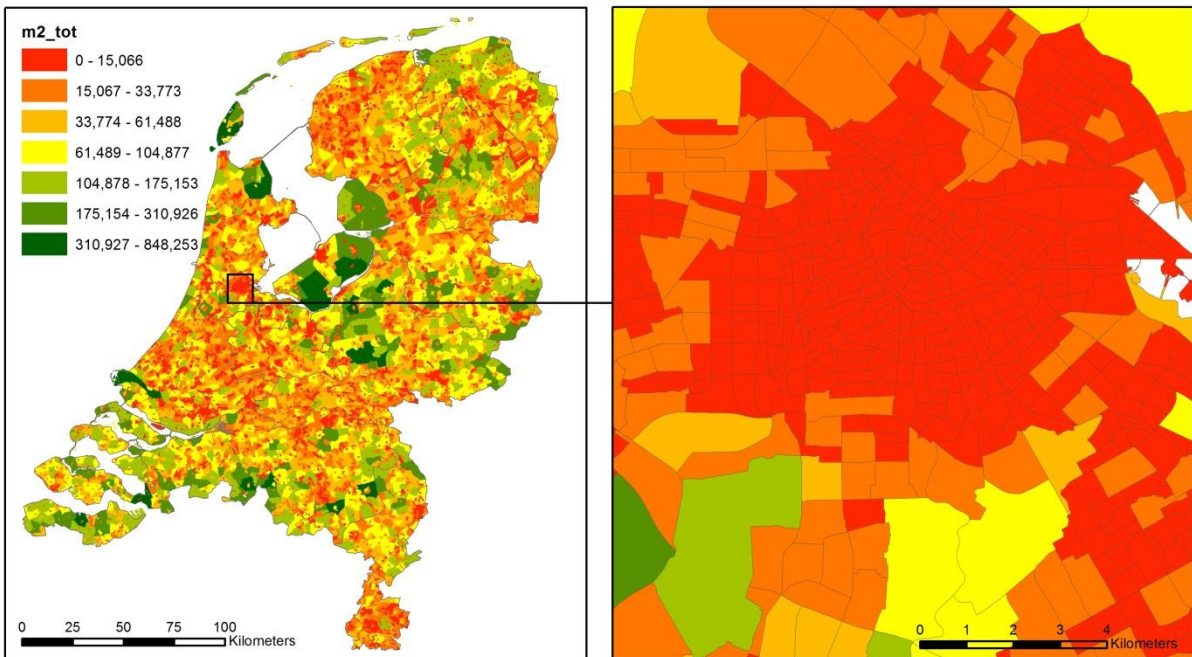 m2_tot
0 - 15,066
15,067 - 33,773
33,774 - 61,488
61,489 - 104,877
104,878 - 175,153
175,154 - 310,926
310,927 - 848,253
0 25 50 75 100
Kilometers
0 1 2 3 4
Kilometers